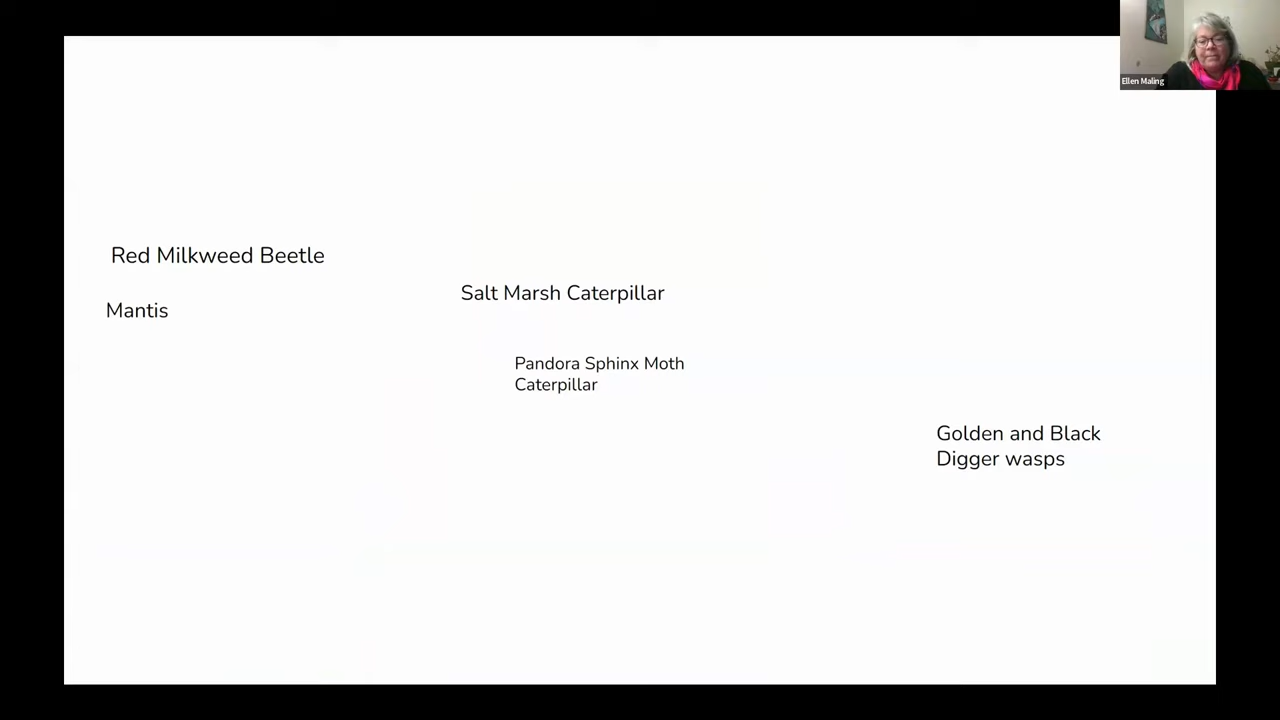 Ellen Maling
Red Milkweed Beetle
Mantis
Salt Marsh Caterpillar
Pandora Sphinx Moth
Caterpillar
Golden and Black
Digger wasps